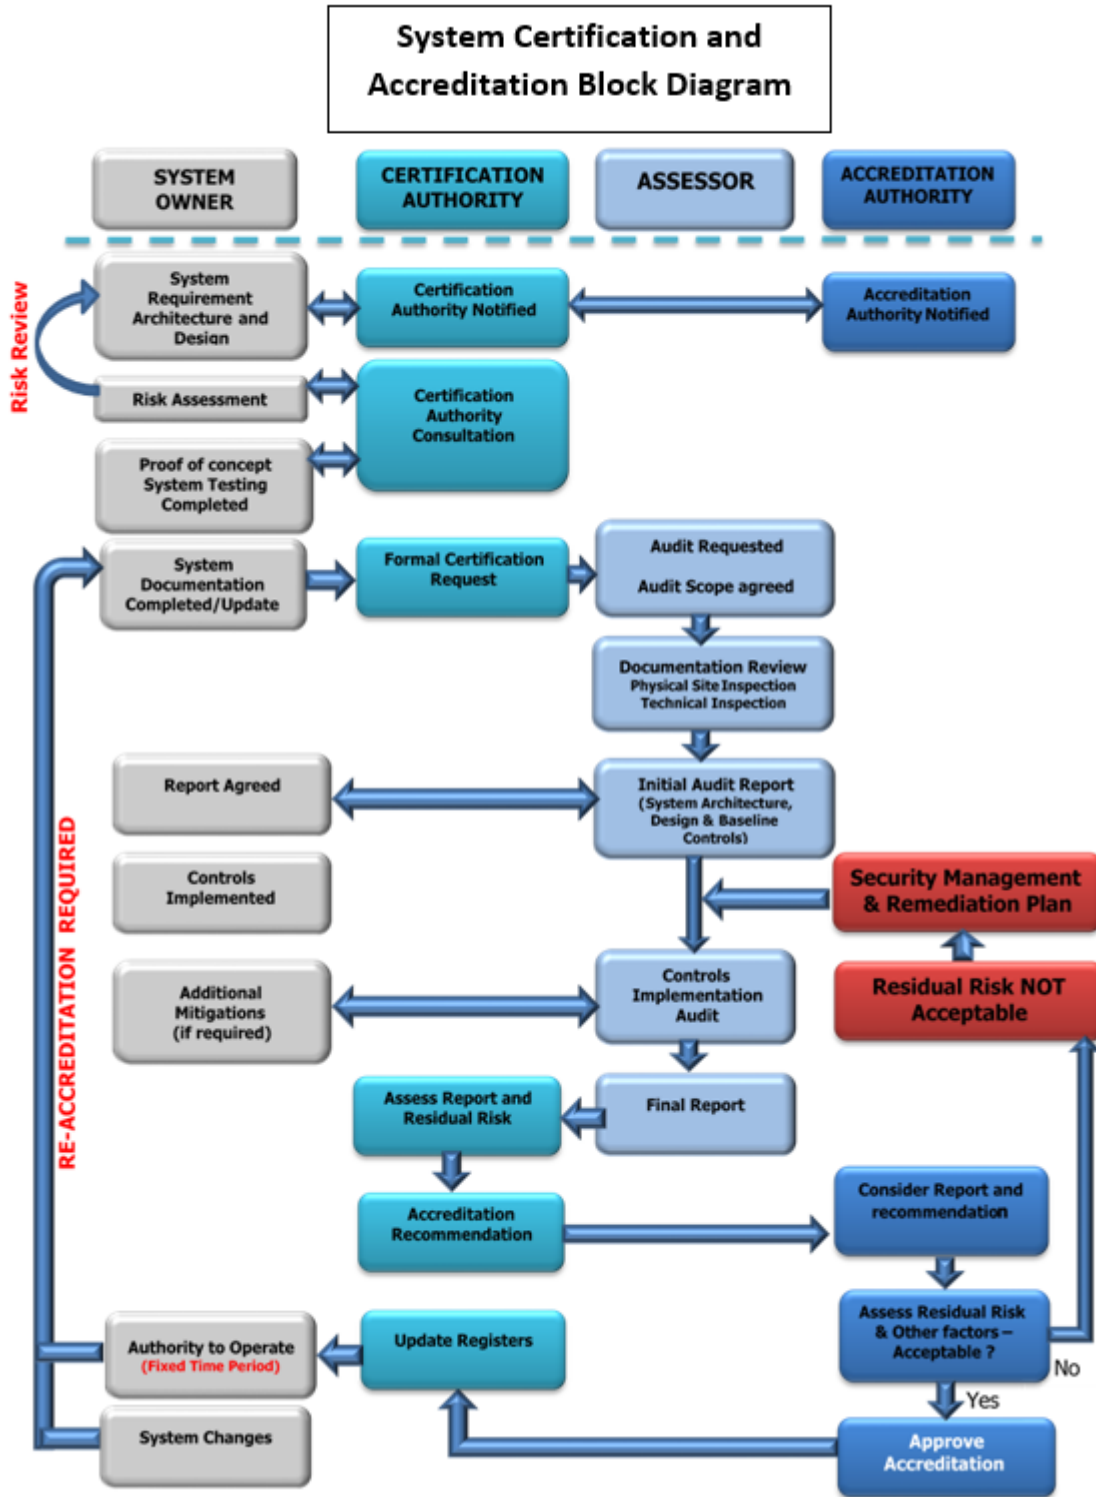 System Certification and
Accreditation Block Diagram
SYSTEM
OWNER
CERTIFICATION
AUTHORITY
ASSESSOR
ACCREDITATION
AUTHORITY
Risk Review
System
Requirement
Architecture and
Design
Certification
Authority Notified
Accreditation
Authority Notified
Risk Assessment
Certification
Authority
Consultation
Proof of concept
System Testing
Completed
System
Documentation
Completed/Update
Formal Certification
Request
Audit Requested
Audit Scope agreed
Documentation Review
Physical Site Inspection
Technical Inspection
Report Agreed
Initial Audit Report
(System Architecture,
Design & Baseline
Controls)
RE-ACCREDITATION REQUIRED
Controls
Implemented
Security Management
& Remediation Plan
Additional
Mitigations
(if required)
Controls
Implementation
Audit
Residual Risk NOT
Acceptable
Assess Report and
Residual Risk
Final Report
Accreditation
Recommendation
Consider Report and
recommendation
Authority to Operate
(Fixed Time Period)
Update Registers
Assess Residual Risk
& Other factors –
Acceptable ?
No
Yes
System Changes
Approve
Accreditation